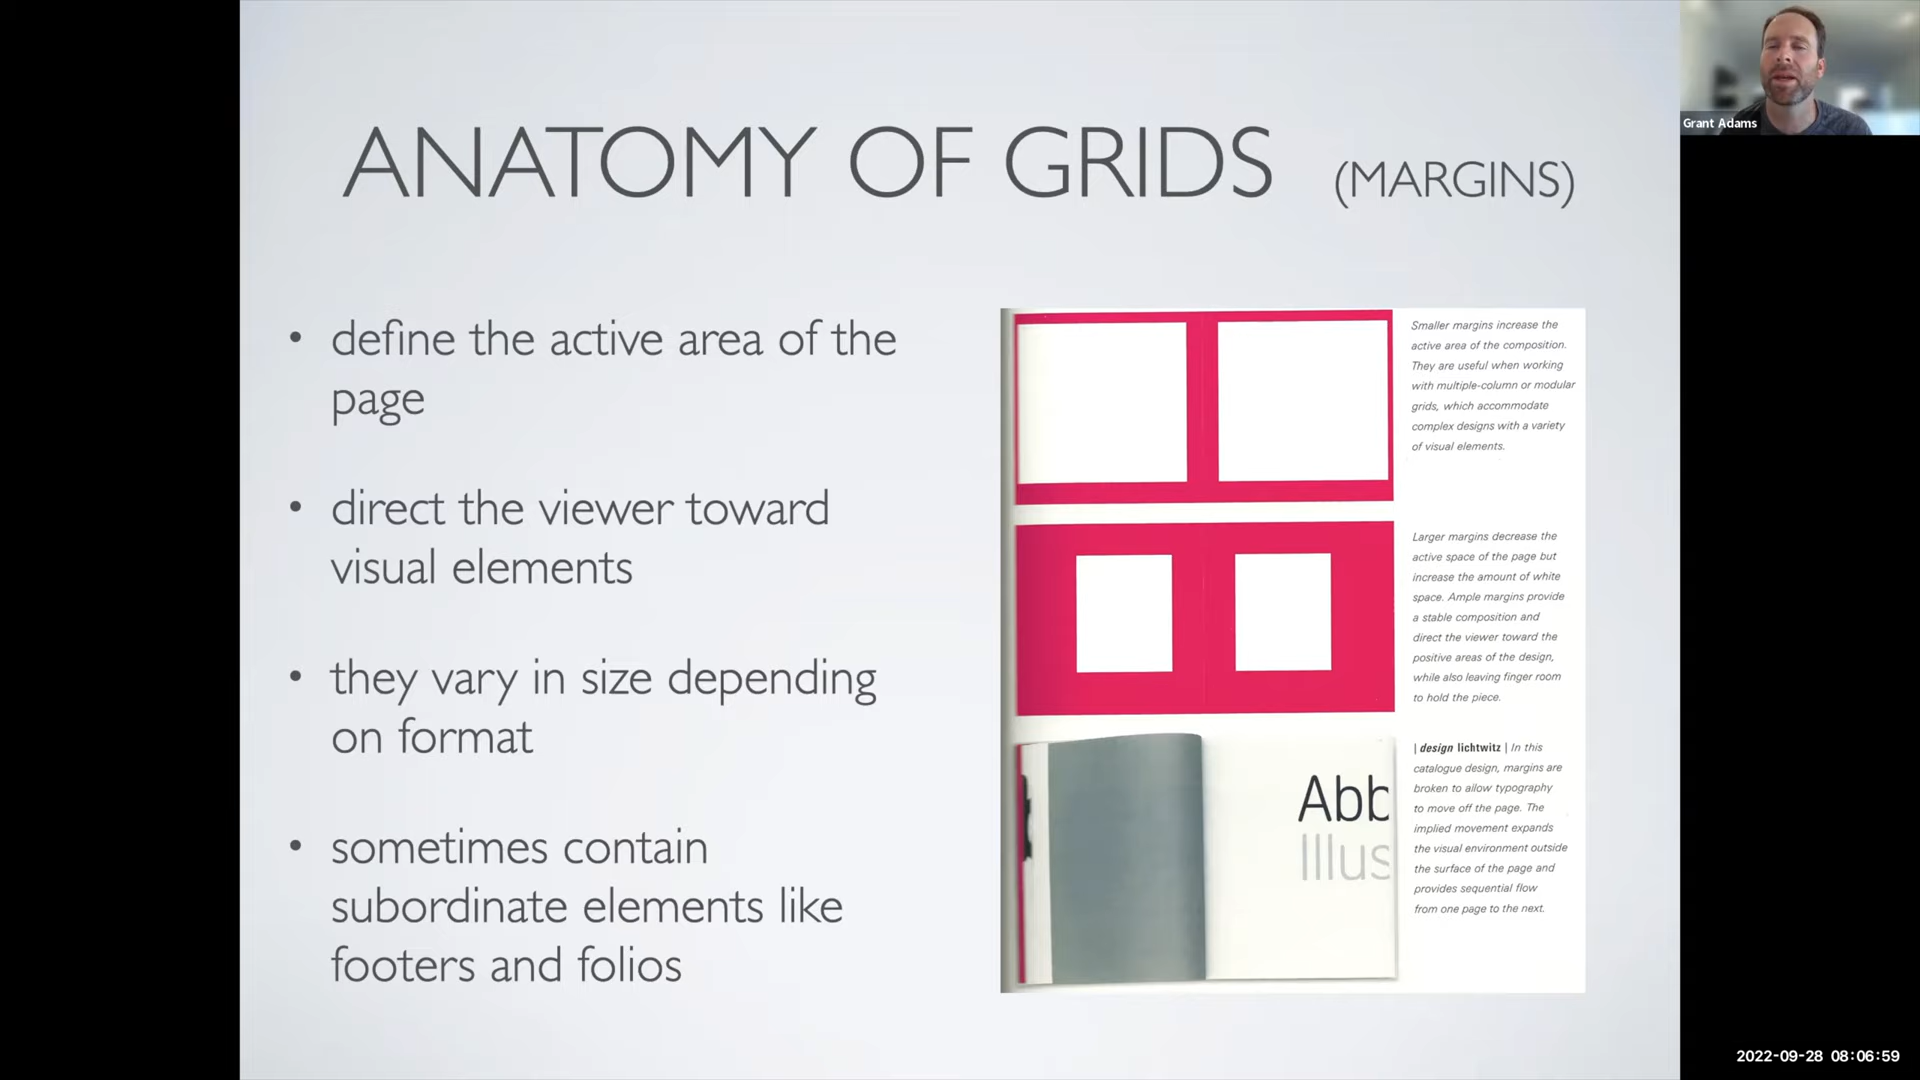 ANATOMY OF GRIDS (MARGINS)
• define the active area of the
page
• direct the viewer toward
visual elements
• they vary in size depending
on format
• sometimes contain
subordinate elements like
footers and folios
Smaller margins increase the
active area of the composition.
They are useful when working
with multiple-column or modular
grids, which accommodate
complex designs with a variety
of visual elements.
Larger margins decrease the
active space of the page but
increase the amount of white
space. Ample margins provide
a stable composition and
direct the viewer toward the
positive areas of the design,
while also leaving finger room
to hold the piece.
Abb
Illus
| design lichtwitz | In this
catalogue design, margins are
broken to allow typography
to move off the page. The
implied movement expands
the visual environment outside
the surface of the page and
provides sequential flow
from one page to the next.
Grant Adams
2022-09-28 08:06:59